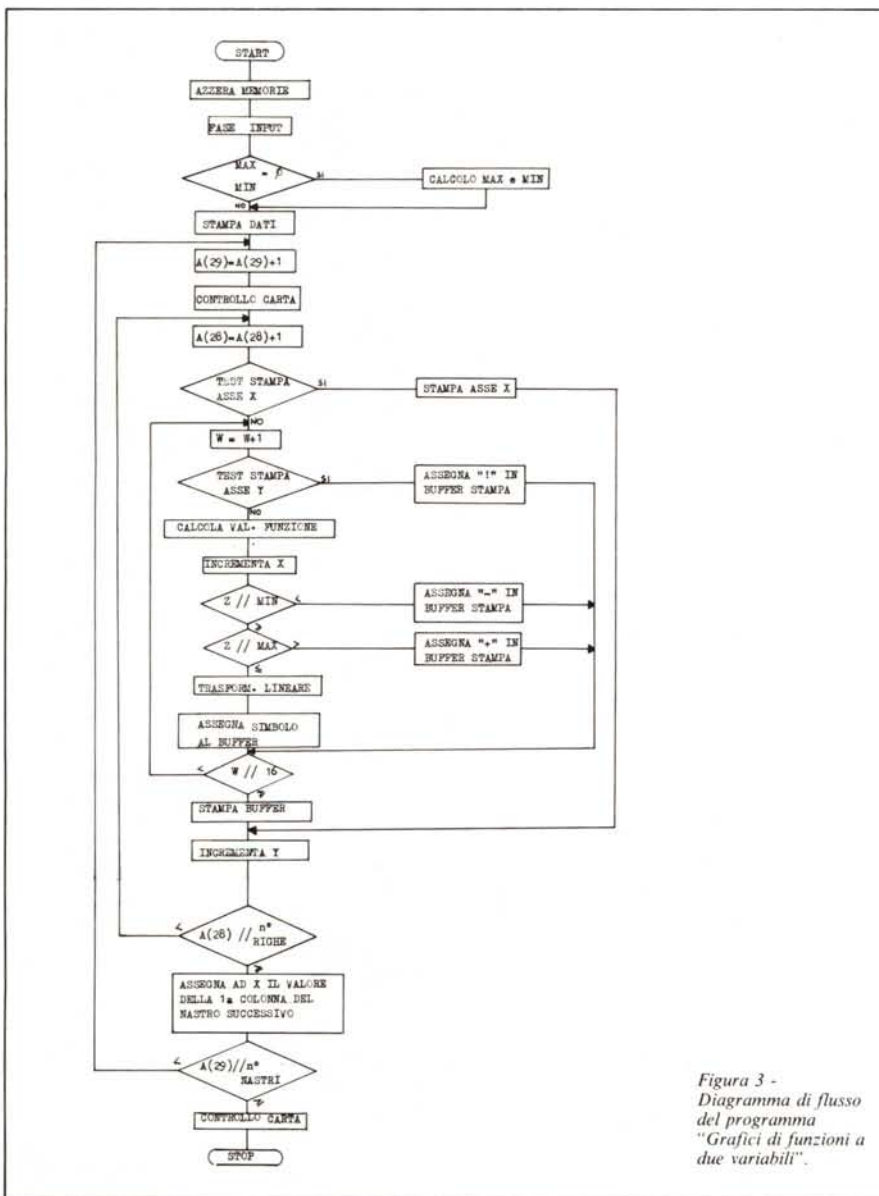 START
AZZERA MEMORIE
FASE INPUT
MAX
= 0
MIN
SI
CALCOLO MAX e MIN
NO
STAMPA DATI
A(29)=A(29)+1
CONTROLLO CARTA
A(28)=A(28)+1
TEST STAMPA
ASSE X
SI
STAMPA ASSE X
NO
W = W+1
TEST STAMPA
ASSE Y
SI
ASSEGNA "!" IN
BUFFER STAMPA
NO
CALCOLA VAL. FUNZIONE
INCREMENTA X
Z // MIN
<
ASSEGNA "-" IN
BUFFER STAMPA
≥
Z // MAX
>
ASSEGNA "+" IN
BUFFER STAMPA
≤
TRASFORM. LINEARE
ASSEGNA SIMBOLO
AL BUFFER
<
W // 16
≥
STAMPA BUFFER
INCREMENTA Y
<
A(28) // n°
RIGHE
≥
ASSEGNA AD X IL VALORE
DELLA 1a COLONNA DEL
NASTRO SUCCESSIVO
<
A(29)//n°
NASTRI
≥
CONTROLLO CARTA
STOP
Figura 3 -
Diagramma di flusso
del programma
"Grafici di funzioni a
due variabili".